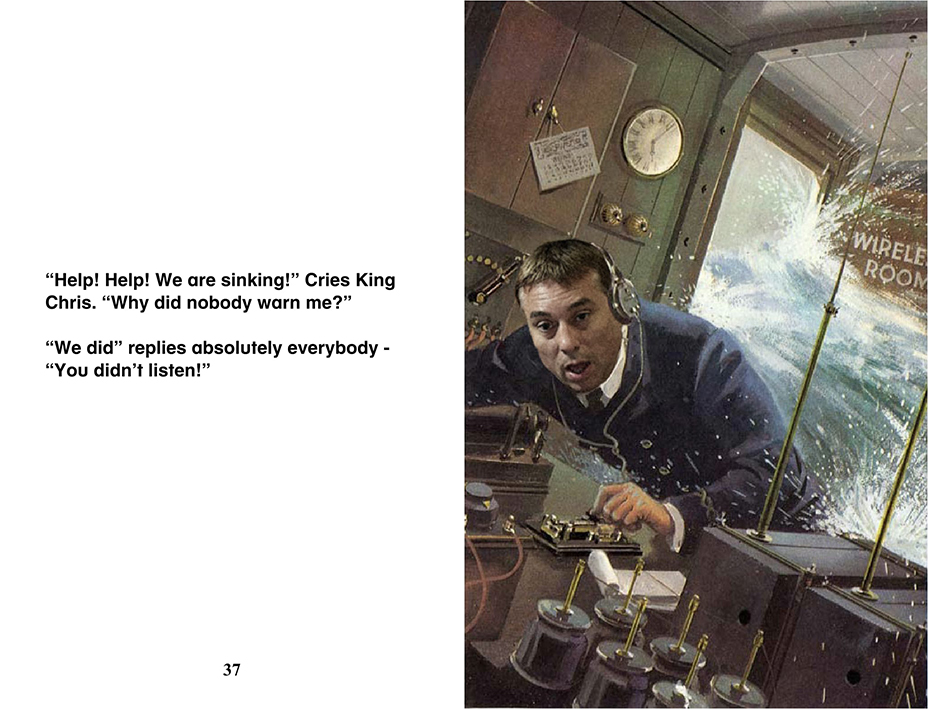 “Help! Help! We are sinking!” Cries King
Chris. “Why did nobody warn me?”
“We did” replies absolutely everybody -
“You didn’t listen!”
37
WIRELE
ROOM